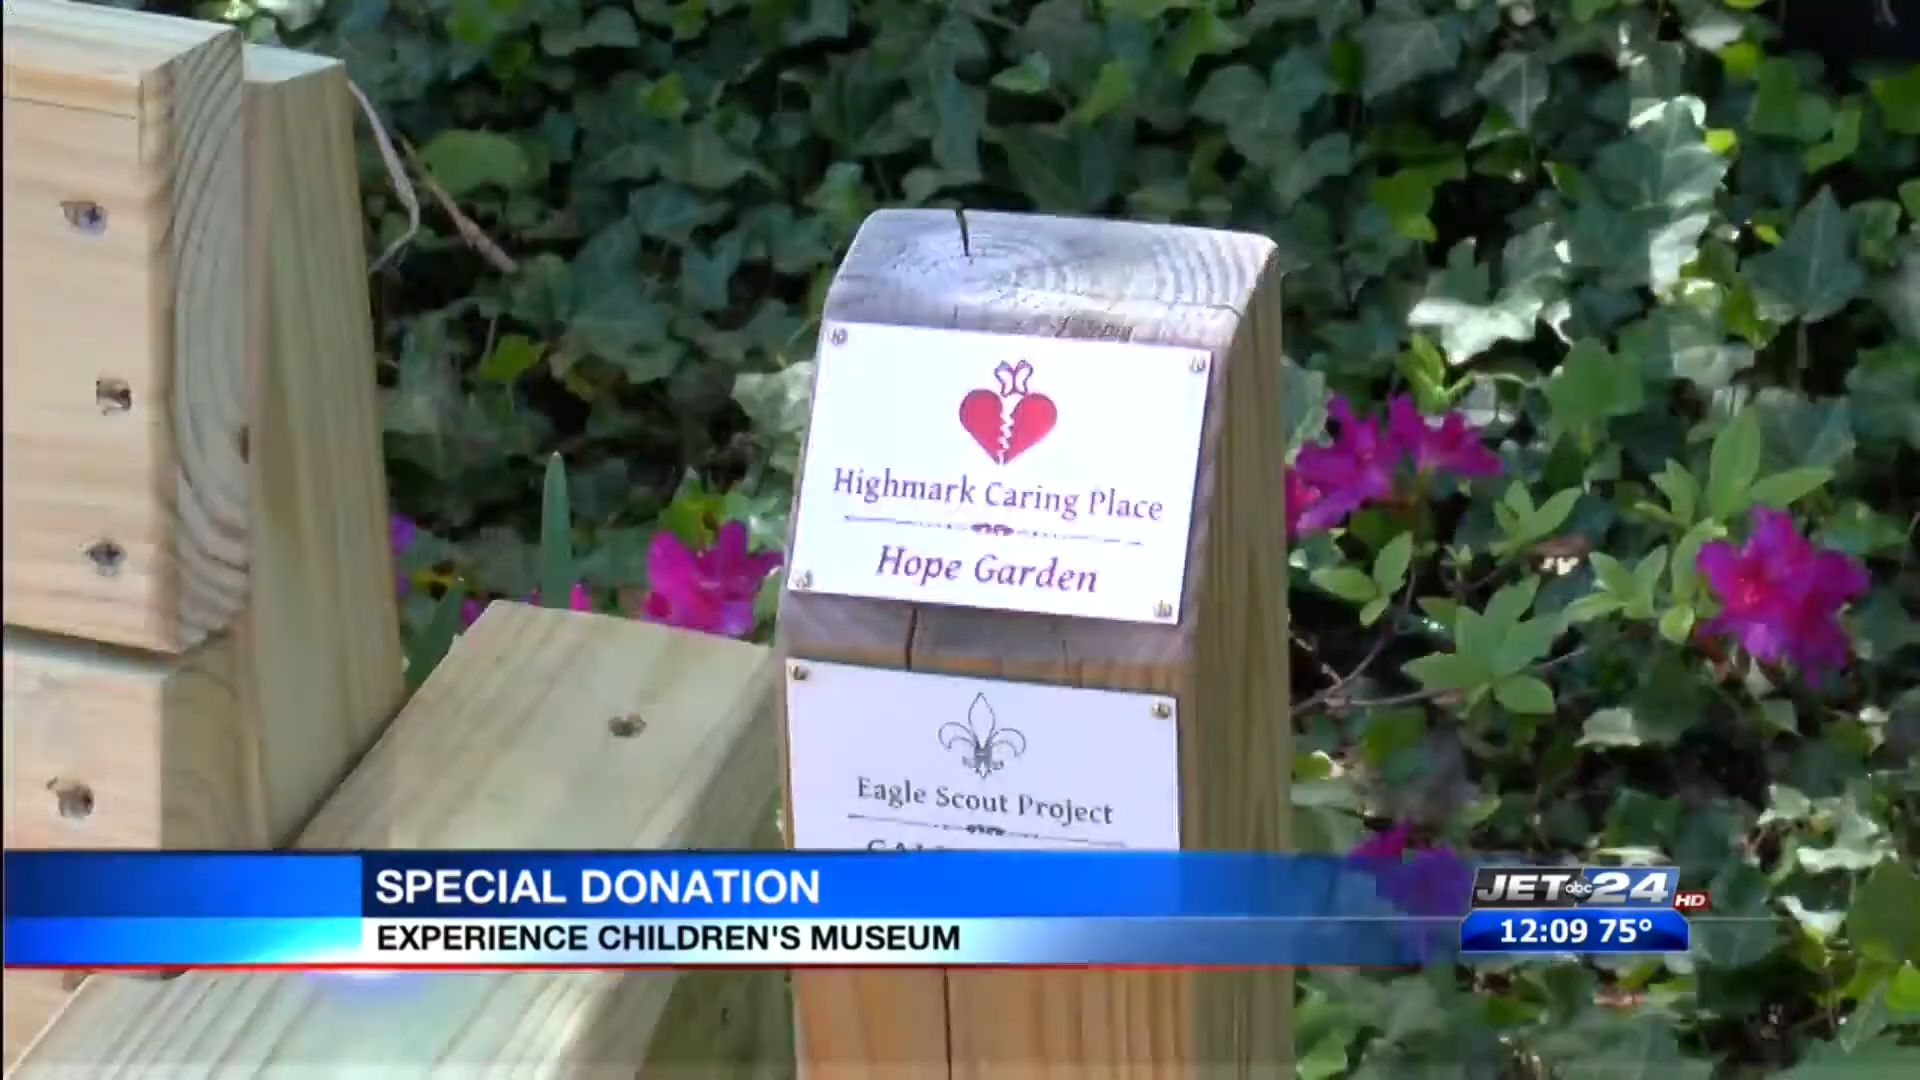 Highmark Caring Place
Hope Garden
Eagle Scout Project
SPECIAL DONATION
EXPERIENCE CHILDREN'S MUSEUM
JET abc 24 HD
12:09 75°